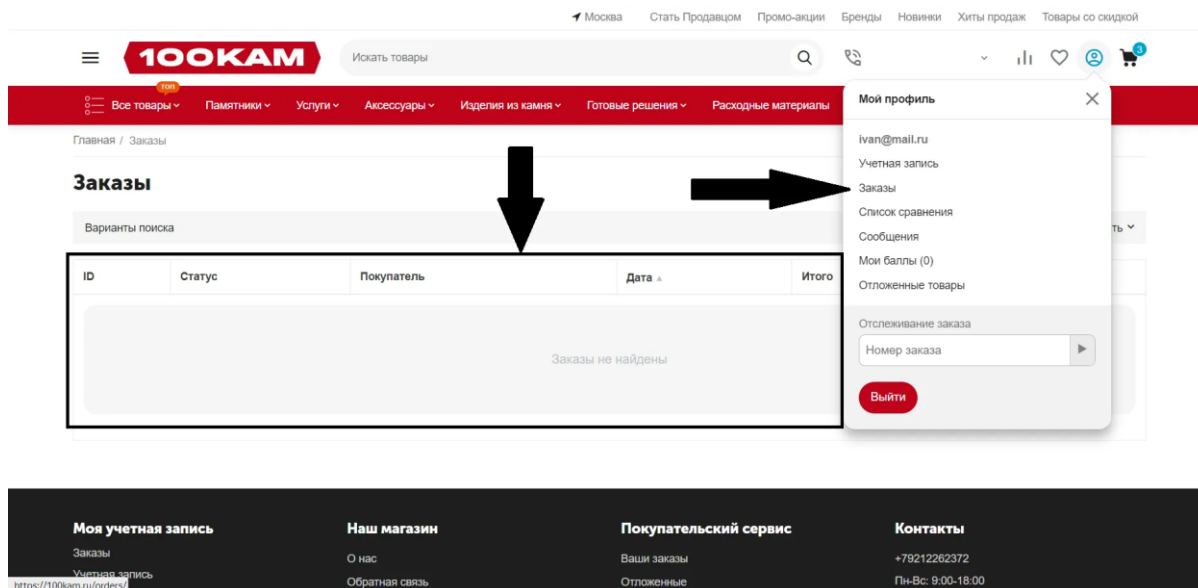 Москва Стать Продавцом Промо-акции Бренды Новинки Хиты продаж Товары со скидкой
100КАМ Искать товары 3
топ
Все товары Памятники Услуги Аксессуары Изделия из камня Готовые решения Расходные материалы
Главная / Заказы
Заказы
Варианты поиска ть
ID Статус Покупатель Дата Итого
Заказы не найдены
Мой профиль
ivan@mail.ru
Учетная запись
Заказы
Список сравнения
Сообщения
Мои баллы (0)
Отложенные товары
Отслеживание заказа
Номер заказа
Выйти
Моя учетная запись Наш магазин Покупательский сервис Контакты
Заказы О нас Ваши заказы +79212262372
Учетная запись Обратная связь Отложенные Пн-Вс: 9:00-18:00
https://100kam.ru/orders/